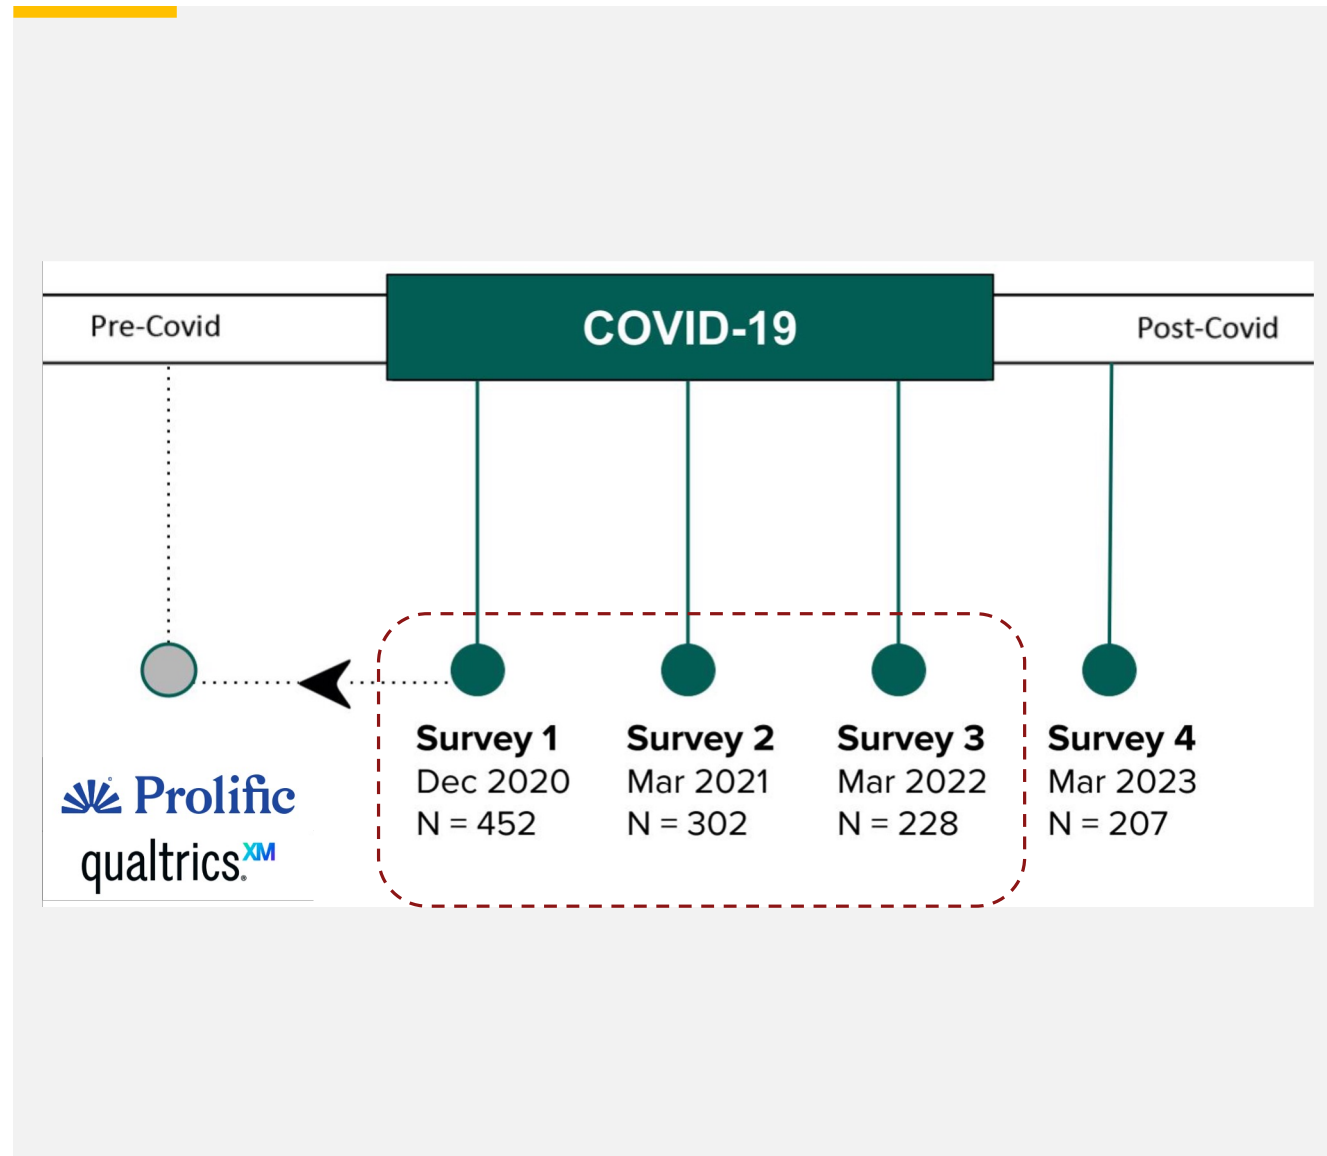 Pre-Covid
COVID-19
Post-Covid
Survey 1
Dec 2020
N = 452
Survey 2
Mar 2021
N = 302
Survey 3
Mar 2022
N = 228
Survey 4
Mar 2023
N = 207
Prolific
qualtrics.XM